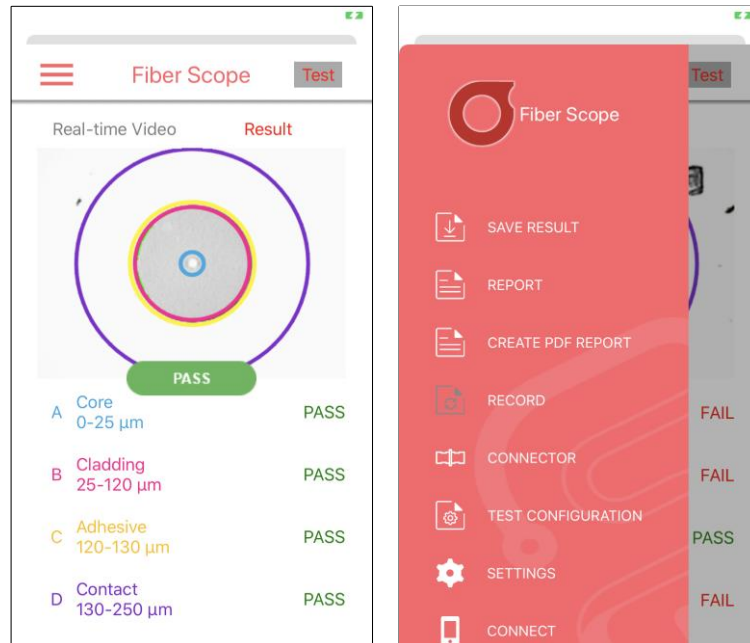 Fiber Scope
Test
Real-time Video
Result
PASS
A
Core
0-25 µm
PASS
B
Cladding
25-120 µm
PASS
C
Adhesive
120-130 µm
PASS
D
Contact
130-250 µm
PASS
Fiber Scope
Test
SAVE RESULT
REPORT
CREATE PDF REPORT
RECORD
FAIL
CONNECTOR
FAIL
TEST CONFIGURATION
PASS
SETTINGS
FAIL
CONNECT